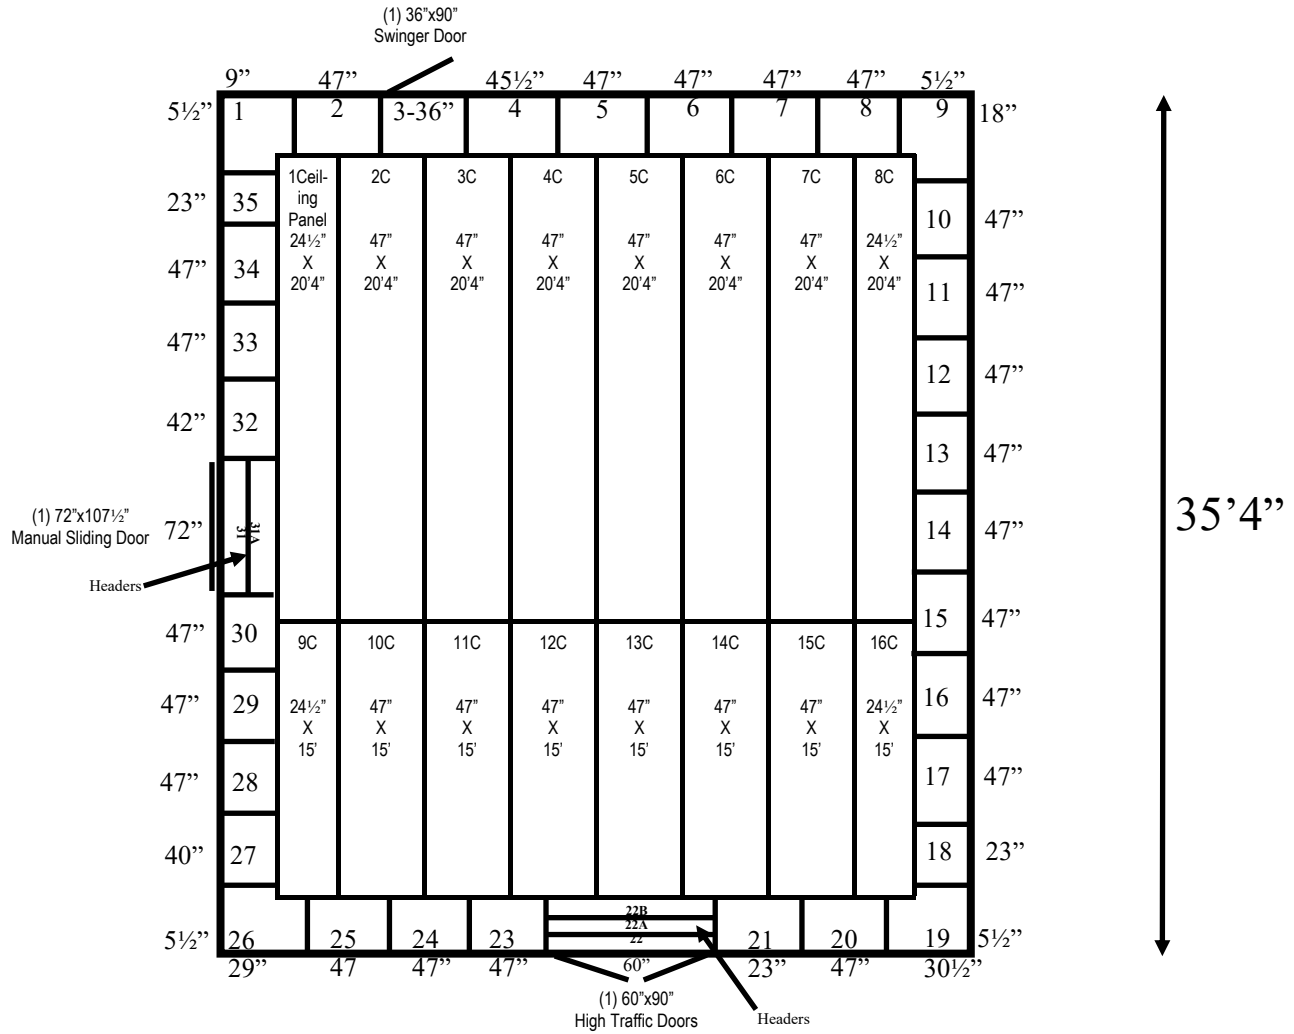 (1) 36”x90”
Swinger Door
9” 47” 45½” 47” 47” 47” 47” 5½”
5½” 1 2 3-36” 4 5 6 7 8 9 18”
1Ceil-
ing
Panel
24½”
X
20’4”
2C
47”
X
20’4”
3C
47”
X
20’4”
4C
47”
X
20’4”
5C
47”
X
20’4”
6C
47”
X
20’4”
7C
47”
X
20’4”
8C
24½”
X
20’4”
23” 35
47” 34
47” 33
42” 32
(1) 72”x107½”
Manual Sliding Door
72” 31A
31
Headers
47” 30
47” 29
47” 28
40” 27
10 47”
11 47”
12 47”
13 47”
14 47”
15 47”
16 47”
17 47”
18 23”
35’4”
9C
24½”
X
15’
10C
47”
X
15’
11C
47”
X
15’
12C
47”
X
15’
13C
47”
X
15’
14C
47”
X
15’
15C
47”
X
15’
16C
24½”
X
15’
22B
22A
22
5½” 26 25 24 23 21 20 19 5½”
29” 47 47” 47” 60” 23” 47” 30½”
(1) 60”x90”
High Traffic Doors
Headers